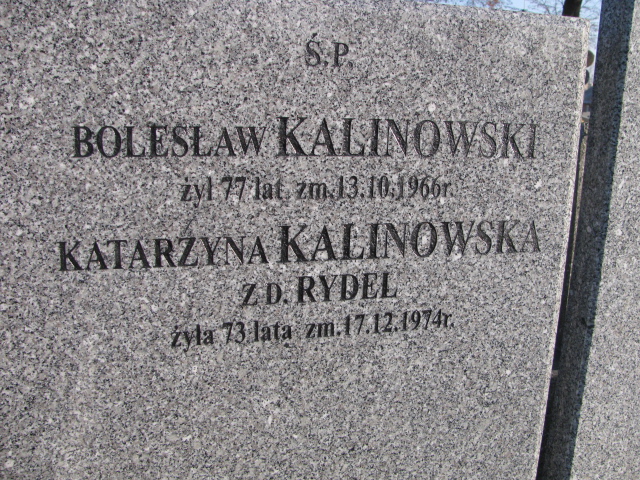 Ś.P.
BOLESŁAW KALINOWSKI
żył 77 lat zm.13.10.1966r.
KATARZYNA KALINOWSKA
Z D. RYDEL
żyła 73 lata zm.17.12.1974r.